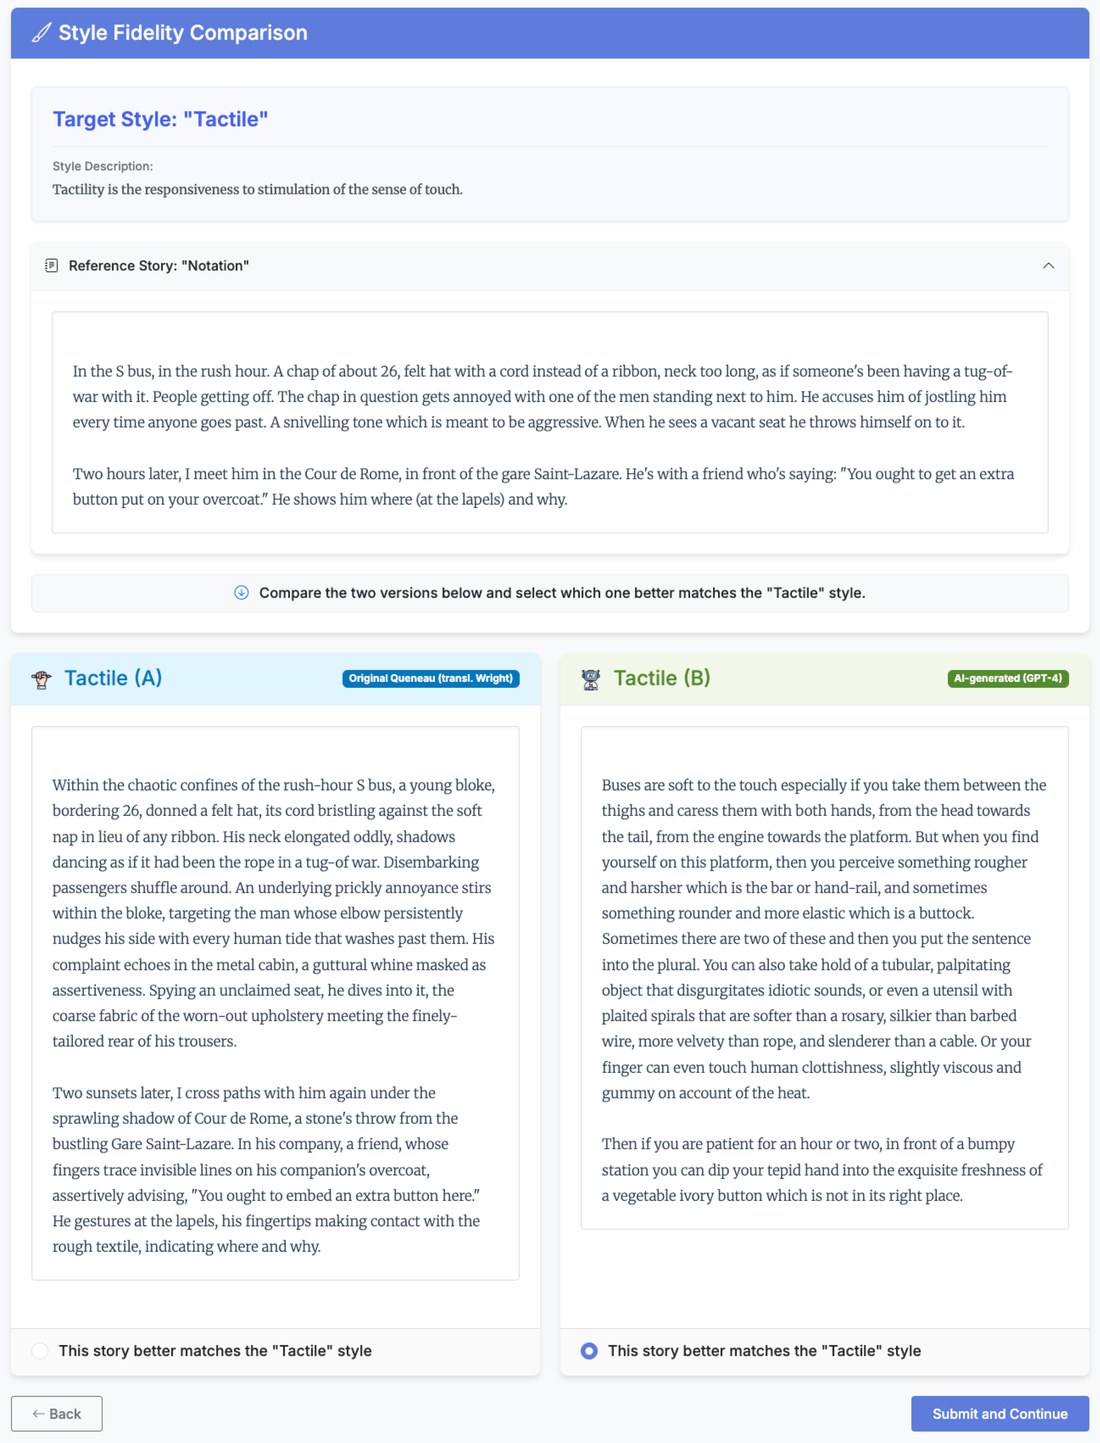 Style Fidelity Comparison
Target Style: "Tactile"
Style Description:
Tactility is the responsiveness to stimulation of the sense of touch.
Reference Story: "Notation"
In the S bus, in the rush hour. A chap of about 26, felt hat with a cord instead of a ribbon, neck too long, as if someone's been having a tug-of-
war with it. People getting off. The chap in question gets annoyed with one of the men standing next to him. He accuses him of jostling him
every time anyone goes past. A snivelling tone which is meant to be aggressive. When he sees a vacant seat he throws himself on to it.
Two hours later, I meet him in the Cour de Rome, in front of the gare Saint-Lazare. He's with a friend who's saying: "You ought to get an extra
button put on your overcoat." He shows him where (at the lapels) and why.
Compare the two versions below and select which one better matches the "Tactile" style.
Tactile (A)
Original Queneau (transl. Wright)
Within the chaotic confines of the rush-hour S bus, a young bloke,
bordering 26, donned a felt hat, its cord bristling against the soft
nap in lieu of any ribbon. His neck elongated oddly, shadows
dancing as if it had been the rope in a tug-of war. Disembarking
passengers shuffle around. An underlying prickly annoyance stirs
within the bloke, targeting the man whose elbow persistently
nudges his side with every human tide that washes past them. His
complaint echoes in the metal cabin, a guttural whine masked as
assertiveness. Spying an unclaimed seat, he dives into it, the
coarse fabric of the worn-out upholstery meeting the finely-
tailored rear of his trousers.
Two sunsets later, I cross paths with him again under the
sprawling shadow of Cour de Rome, a stone's throw from the
bustling Gare Saint-Lazare. In his company, a friend, whose
fingers trace invisible lines on his companion's overcoat,
assertively advising, "You ought to embed an extra button here."
He gestures at the lapels, his fingertips making contact with the
rough textile, indicating where and why.
This story better matches the "Tactile" style
Tactile (B)
AI-generated (GPT-4)
Buses are soft to the touch especially if you take them between the
thighs and caress them with both hands, from the head towards
the tail, from the engine towards the platform. But when you find
yourself on this platform, then you perceive something rougher
and harsher which is the bar or hand-rail, and sometimes
something rounder and more elastic which is a buttock.
Sometimes there are two of these and then you put the sentence
into the plural. You can also take hold of a tubular, palpitating
object that disgurgitates idiotic sounds, or even a utensil with
plaited spirals that are softer than a rosary, silkier than barbed
wire, more velvety than rope, and slenderer than a cable. Or your
finger can even touch human clottishness, slightly viscous and
gummy on account of the heat.
Then if you are patient for an hour or two, in front of a bumpy
station you can dip your tepid hand into the exquisite freshness of
a vegetable ivory button which is not in its right place.
This story better matches the "Tactile" style
← Back
Submit and Continue